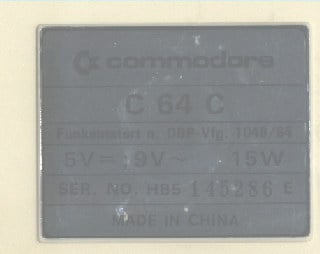 commodore
C 64 C
Funkentstört n. DBP-Vfg. 1046/84
5V⎓ 9V~ 15W
SER. NO. HB5 145286 E
MADE IN CHINA